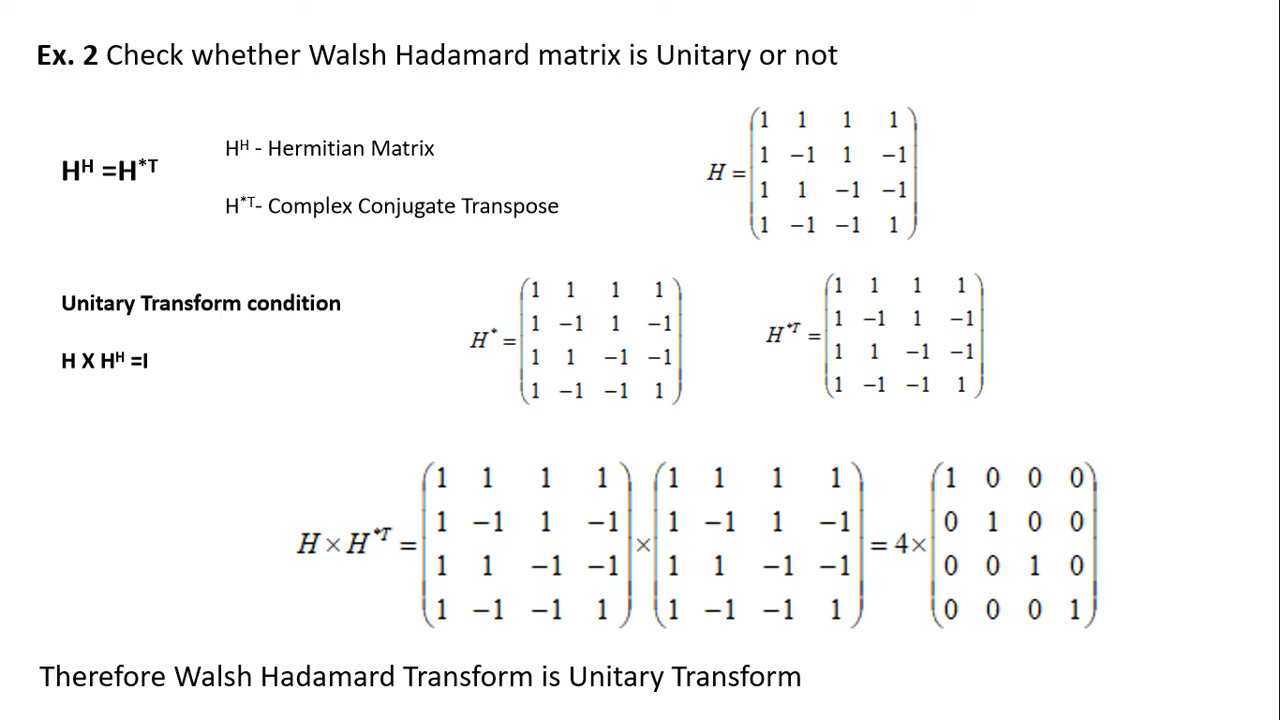 Ex. 2 Check whether Walsh Hadamard matrix is Unitary or not
Hᴴ =H*ᵀ
Hᴴ - Hermitian Matrix
H*ᵀ- Complex Conjugate Transpose
H =
1 1 1 1
1 −1 1 −1
1 1 −1 −1
1 −1 −1 1
Unitary Transform condition
H X Hᴴ =I
H* =
1 1 1 1
1 −1 1 −1
1 1 −1 −1
1 −1 −1 1
H*ᵀ =
1 1 1 1
1 −1 1 −1
1 1 −1 −1
1 −1 −1 1
H × H*ᵀ =
1 1 1 1
1 −1 1 −1
1 1 −1 −1
1 −1 −1 1
×
1 1 1 1
1 −1 1 −1
1 1 −1 −1
1 −1 −1 1
= 4×
1 0 0 0
0 1 0 0
0 0 1 0
0 0 0 1
Therefore Walsh Hadamard Transform is Unitary Transform